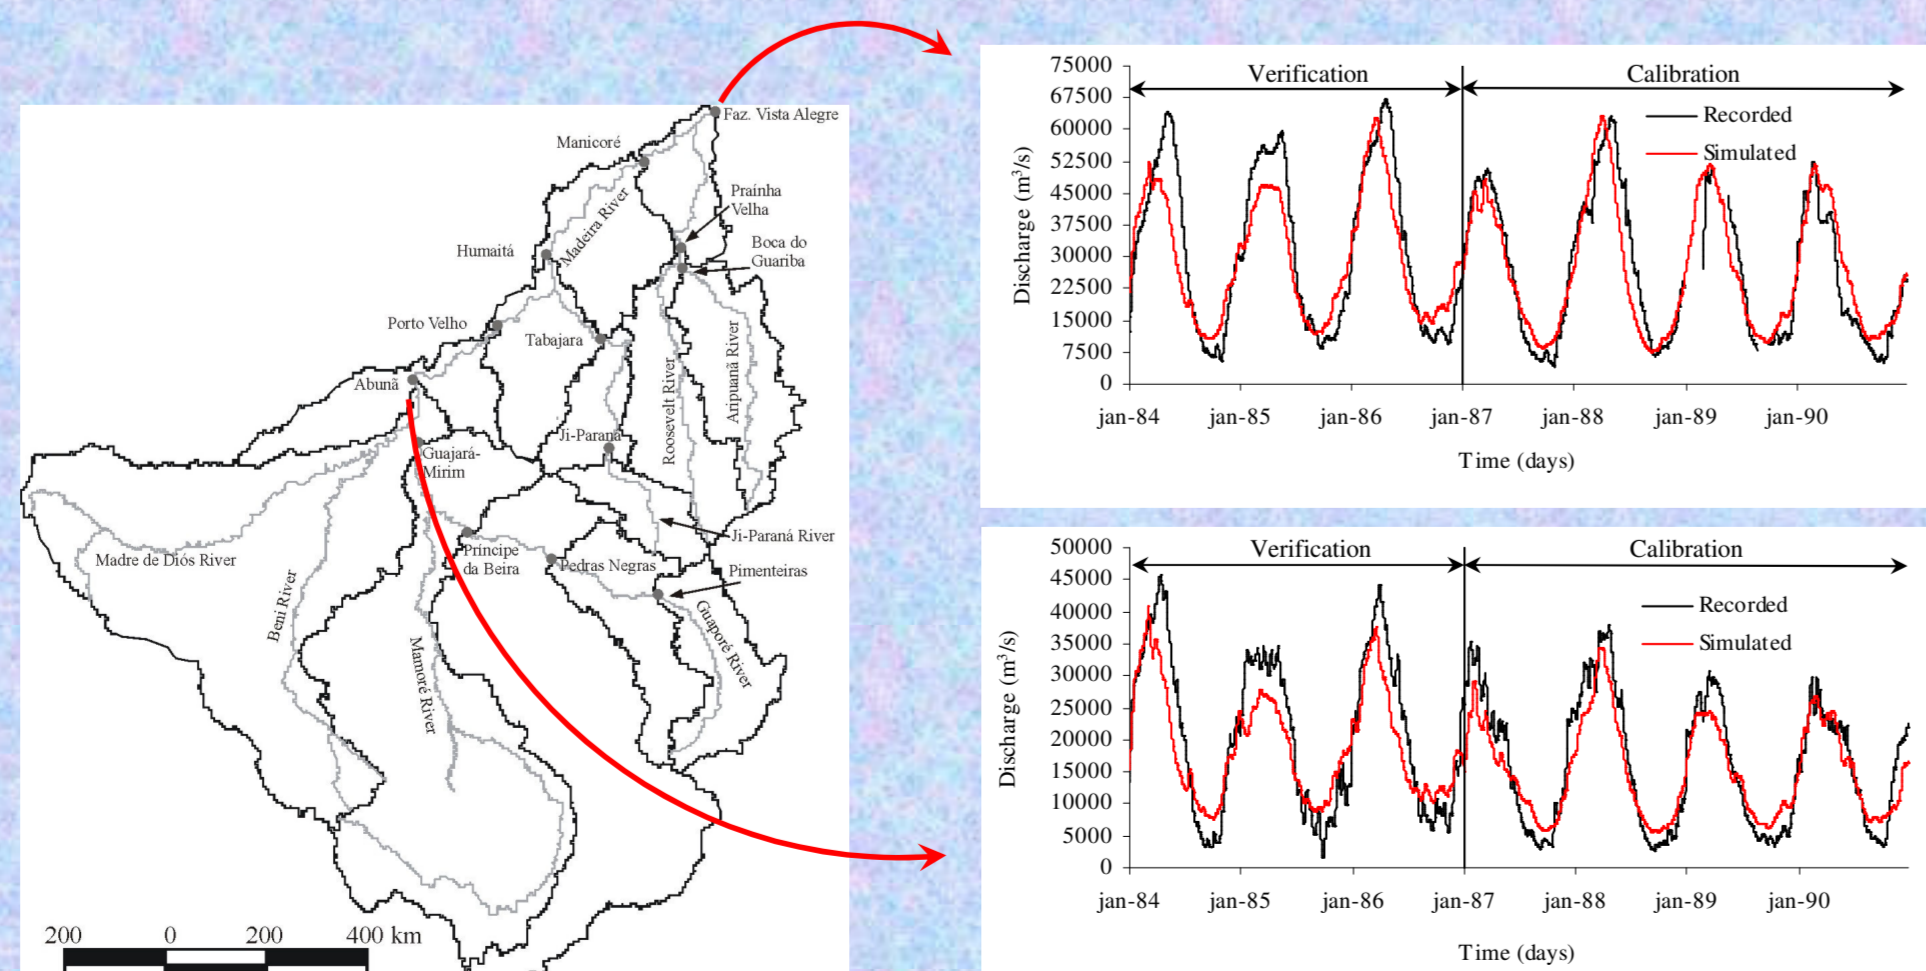 Faz. Vista Alegre
Manicoré
Praínha
Velha
Madeira River
Humaitá
Boca do
Guariba
Porto Velho
Tabajara
Roosevelt River
Aripuanã River
Abunã
Ji-Paraná
Guajará-
Mirim
Ji-Paraná River
Madre de Diós River
Príncipe
da Beira
Pedras Negras
Pimenteiras
Beni River
Mamoré River
Guaporé River
200 0 200 400 km
75000
67500
60000
52500
45000
37500
30000
22500
15000
7500
0
Discharge (m³/s)
Verification
Calibration
Recorded
Simulated
jan-84 jan-85 jan-86 jan-87 jan-88 jan-89 jan-90
Time (days)
50000
45000
40000
35000
30000
25000
20000
15000
10000
5000
0
Discharge (m³/s)
Verification
Calibration
Recorded
Simulated
jan-84 jan-85 jan-86 jan-87 jan-88 jan-89 jan-90
Time (days)